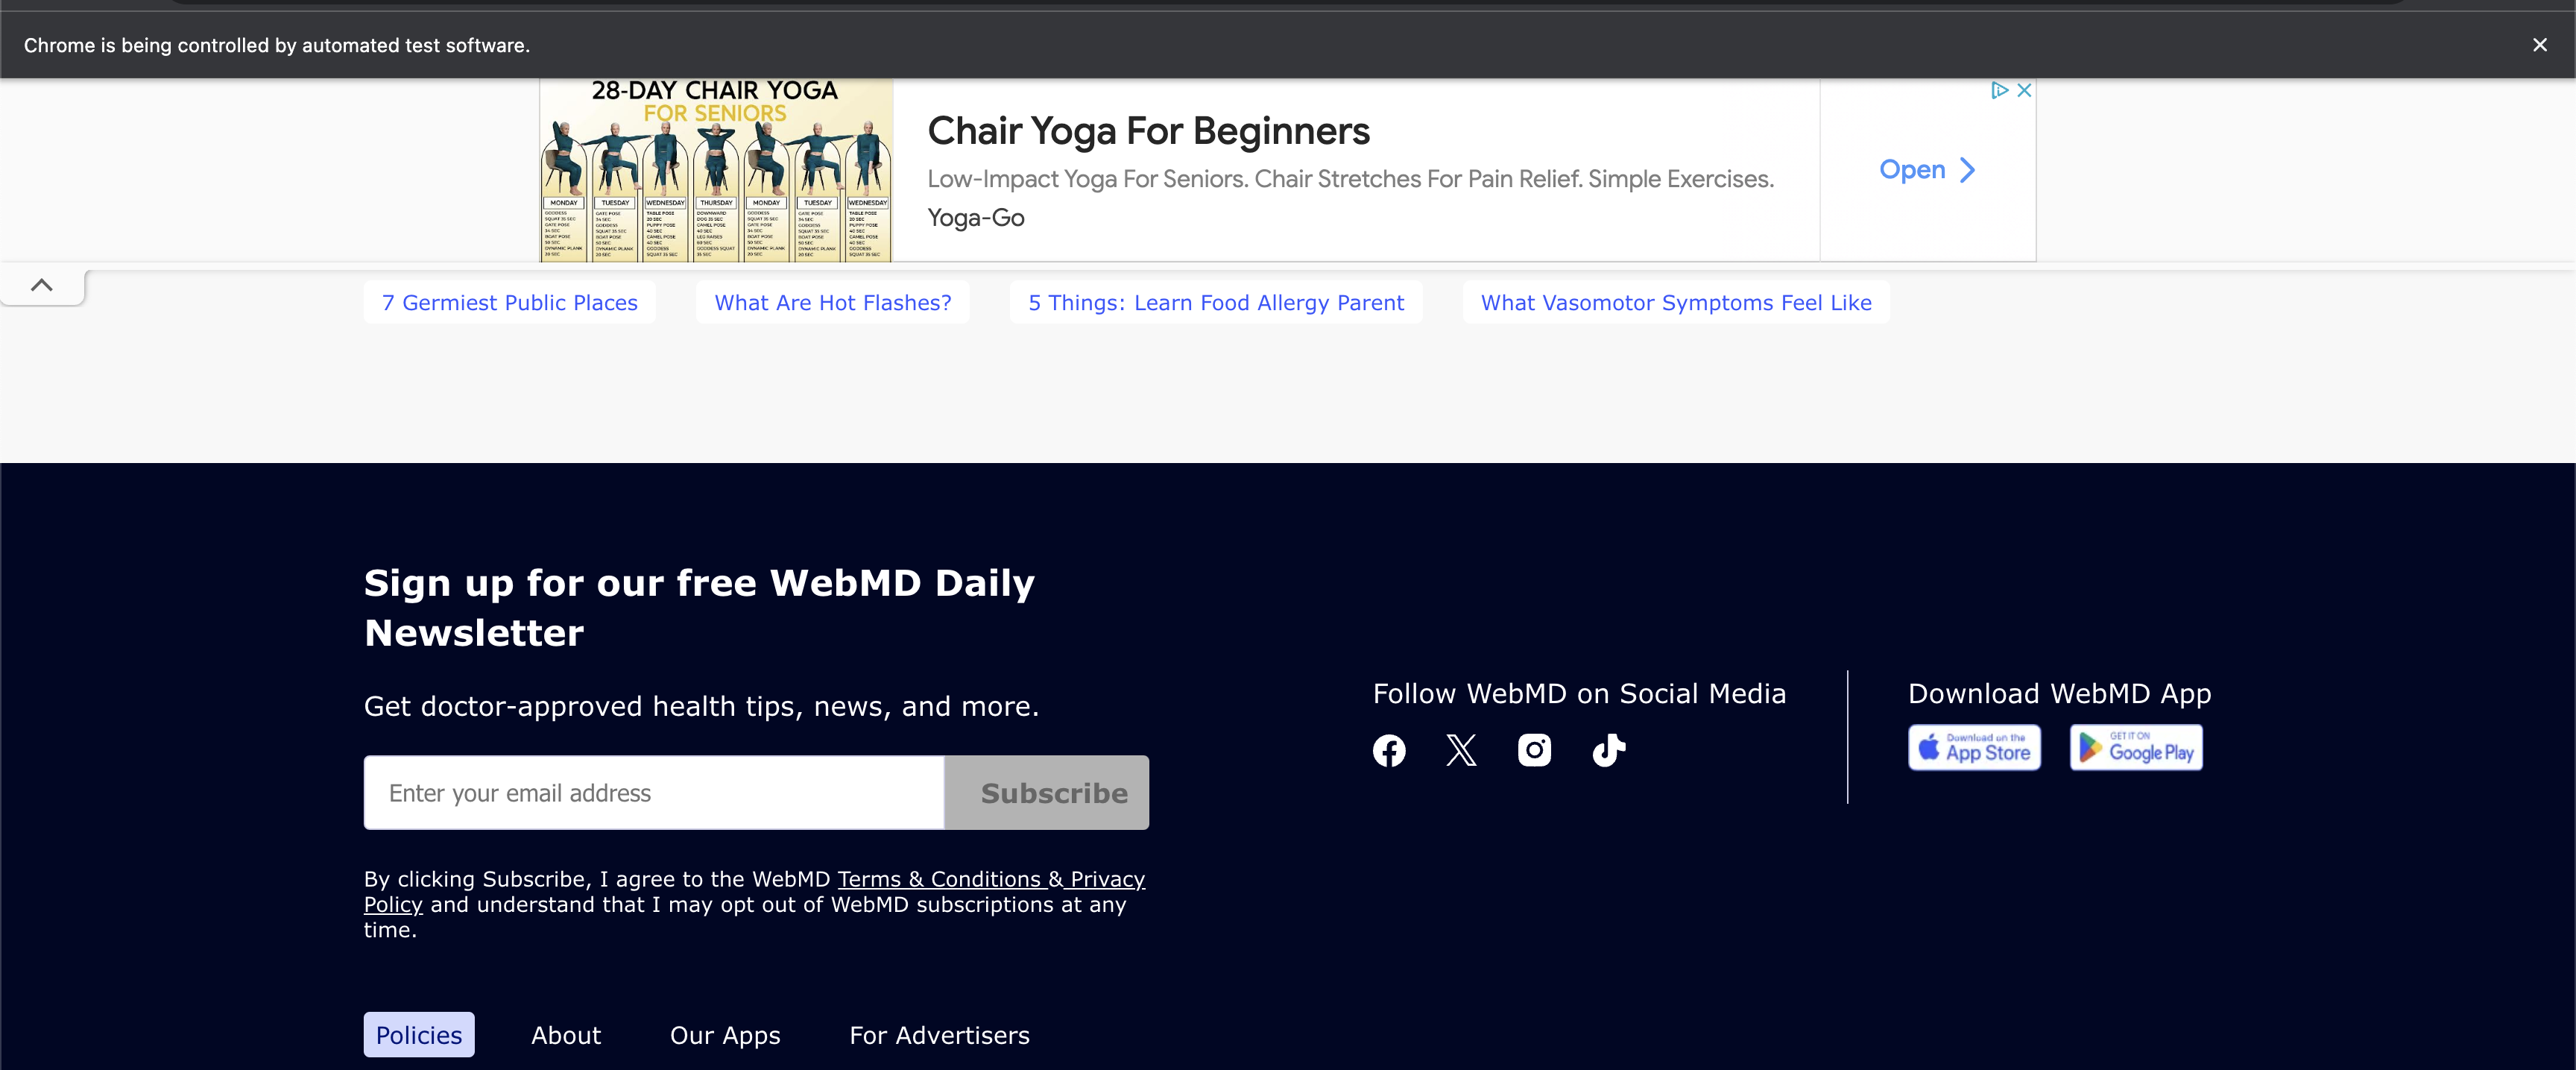 Chrome is being controlled by automated test software.
28-DAY CHAIR YOGA
FOR SENIORS
MONDAY TUESDAY WEDNESDAY THURSDAY MONDAY TUESDAY WEDNESDAY
Chair Yoga For Beginners
Low-Impact Yoga For Seniors. Chair Stretches For Pain Relief. Simple Exercises.
Yoga-Go
Open
7 Germiest Public Places
What Are Hot Flashes?
5 Things: Learn Food Allergy Parent
What Vasomotor Symptoms Feel Like
Sign up for our free WebMD Daily
Newsletter
Get doctor-approved health tips, news, and more.
Enter your email address
Subscribe
By clicking Subscribe, I agree to the WebMD Terms & Conditions & Privacy
Policy and understand that I may opt out of WebMD subscriptions at any
time.
Follow WebMD on Social Media
Download WebMD App
Download on the
App Store
GET IT ON
Google Play
Policies
About
Our Apps
For Advertisers